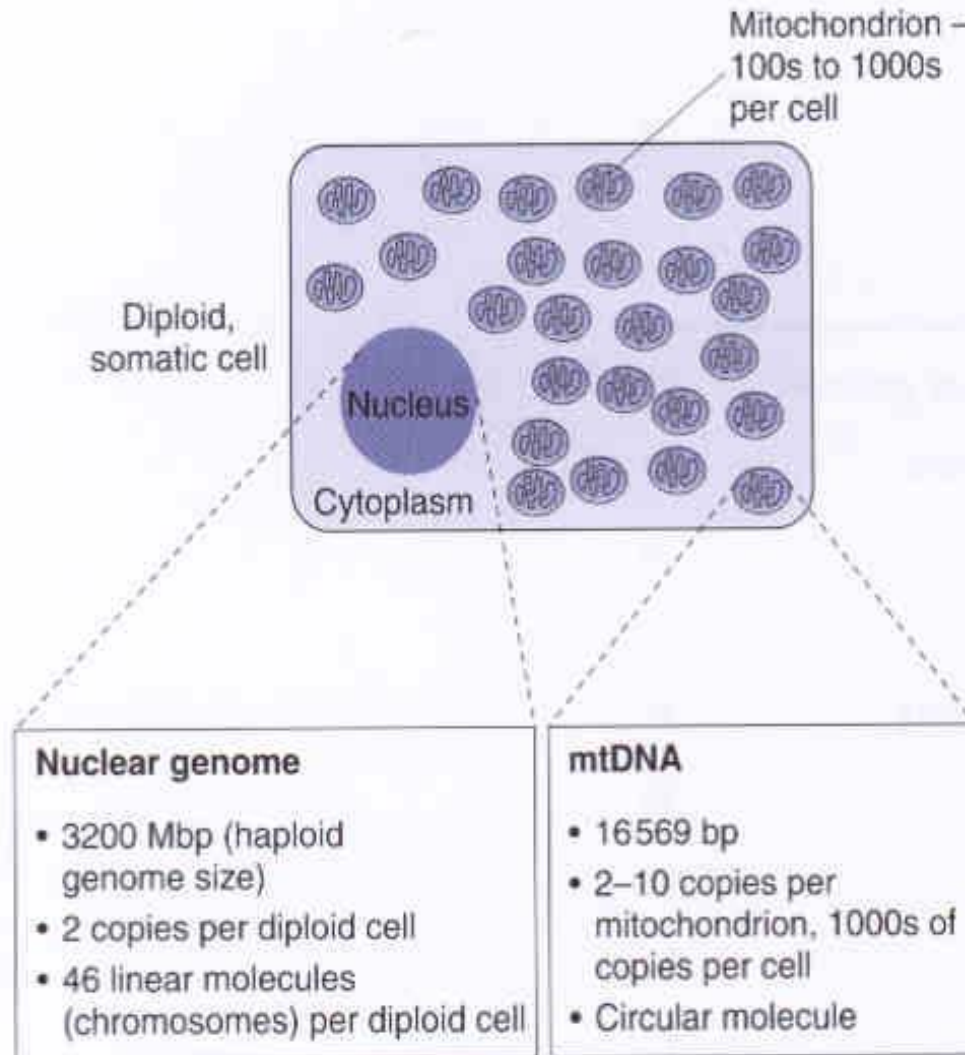 Mitochondrion –
100s to 1000s
per cell
Diploid,
somatic cell
Nucleus
Cytoplasm
Nuclear genome
• 3200 Mbp (haploid
genome size)
• 2 copies per diploid cell
• 46 linear molecules
(chromosomes) per diploid cell
mtDNA
• 16569 bp
• 2–10 copies per
mitochondrion, 1000s of
copies per cell
• Circular molecule